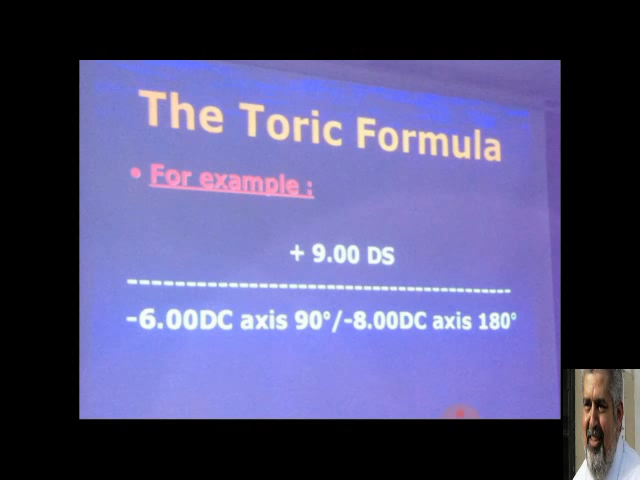 The Toric Formula
• For example :
+ 9.00 DS
------------------------------------------
-6.00DC axis 90°/-8.00DC axis 180°